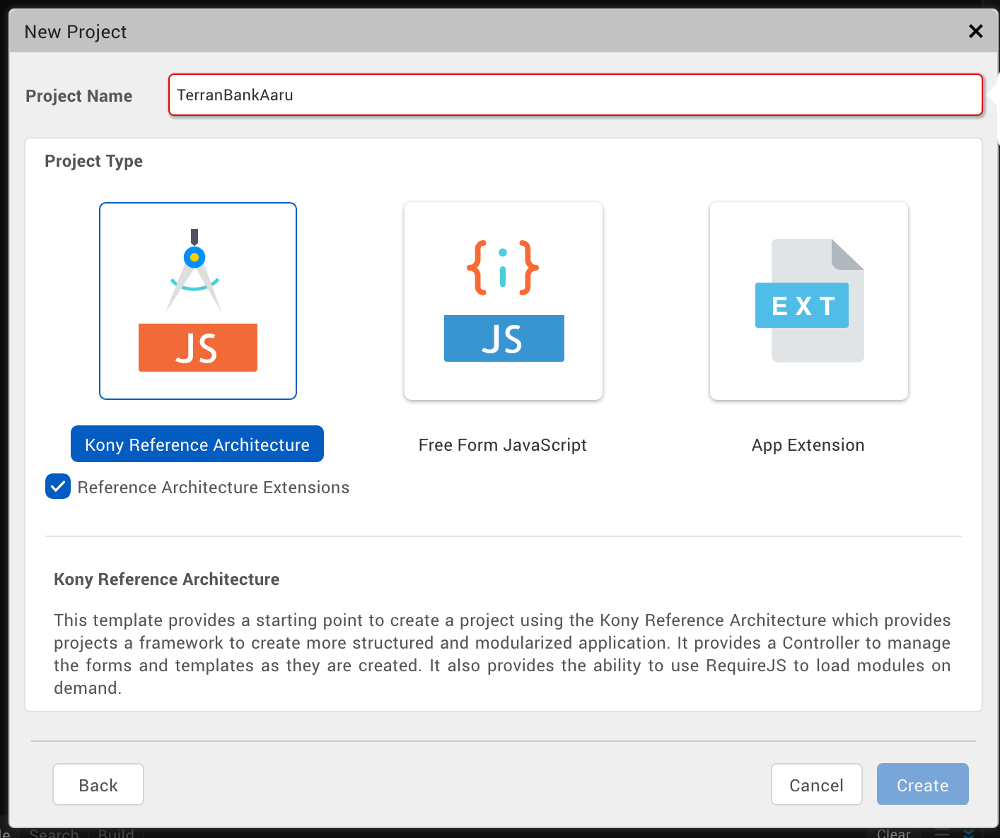 New Project
Project Name
TerranBankAaru
Project Type
JS
JS
EXT
Kony Reference Architecture
Free Form JavaScript
App Extension
Reference Architecture Extensions
Kony Reference Architecture
This template provides a starting point to create a project using the Kony Reference Architecture which provides
projects a framework to create more structured and modularized application. It provides a Controller to manage
the forms and templates as they are created. It also provides the ability to use RequireJS to load modules on
demand.
Back
Cancel
Create
Search
Build
Clear